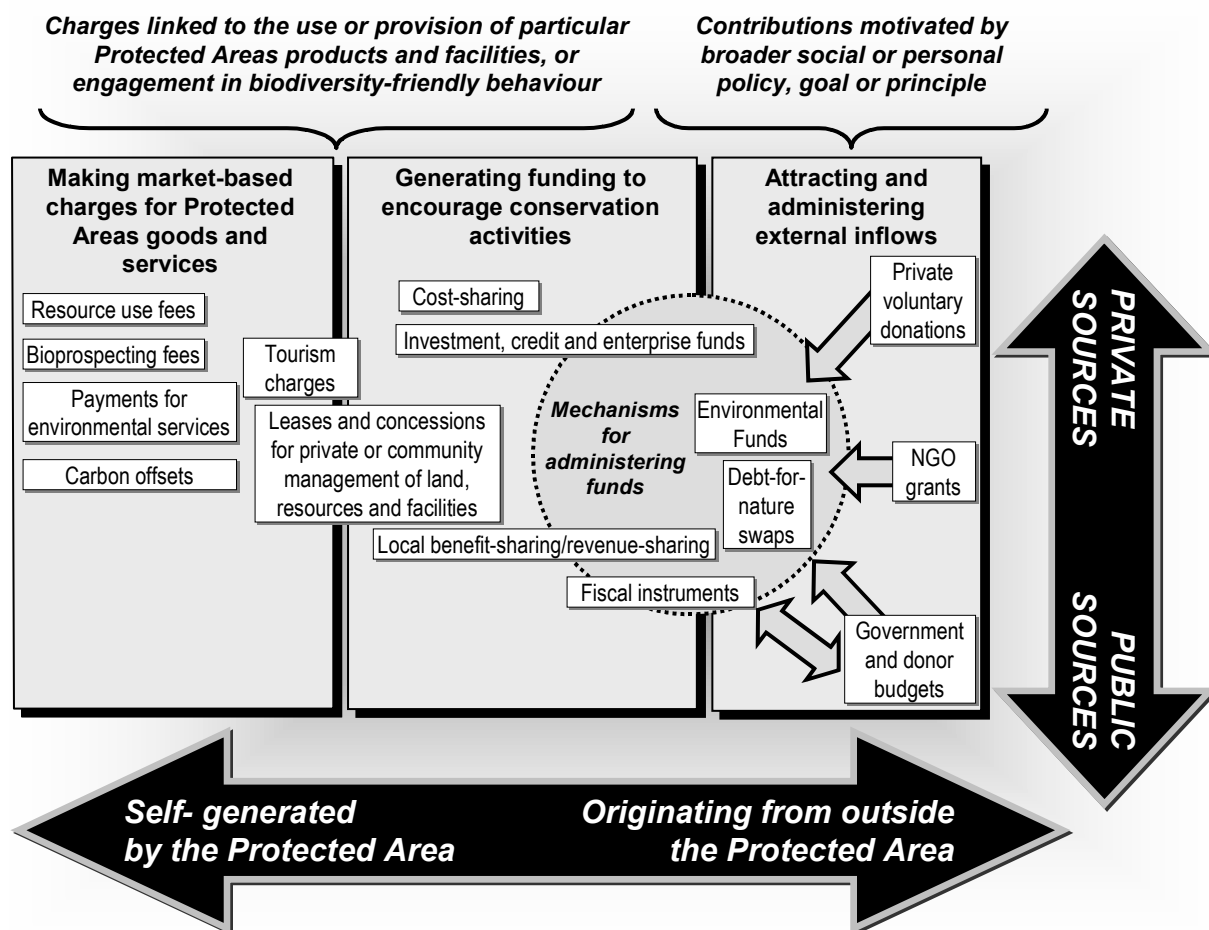 Charges linked to the use or provision of particular
Protected Areas products and facilities, or
engagement in biodiversity-friendly behaviour
Contributions motivated by
broader social or personal
policy, goal or principle
Making market-based
charges for Protected
Areas goods and
services
Resource use fees
Bioprospecting fees
Payments for
environmental services
Carbon offsets
Tourism
charges
Leases and concessions
for private or community
management of land,
resources and facilities
Generating funding to
encourage conservation
activities
Cost-sharing
Investment, credit and enterprise funds
Mechanisms
for
administering
funds
Local benefit-sharing/revenue-sharing
Fiscal instruments
Attracting and
administering
external inflows
Private
voluntary
donations
Environmental
Funds
Debt-for-
nature
swaps
NGO
grants
Government
and donor
budgets
PRIVATE
SOURCES
PUBLIC
SOURCES
Self- generated
by the Protected Area
Originating from outside
the Protected Area